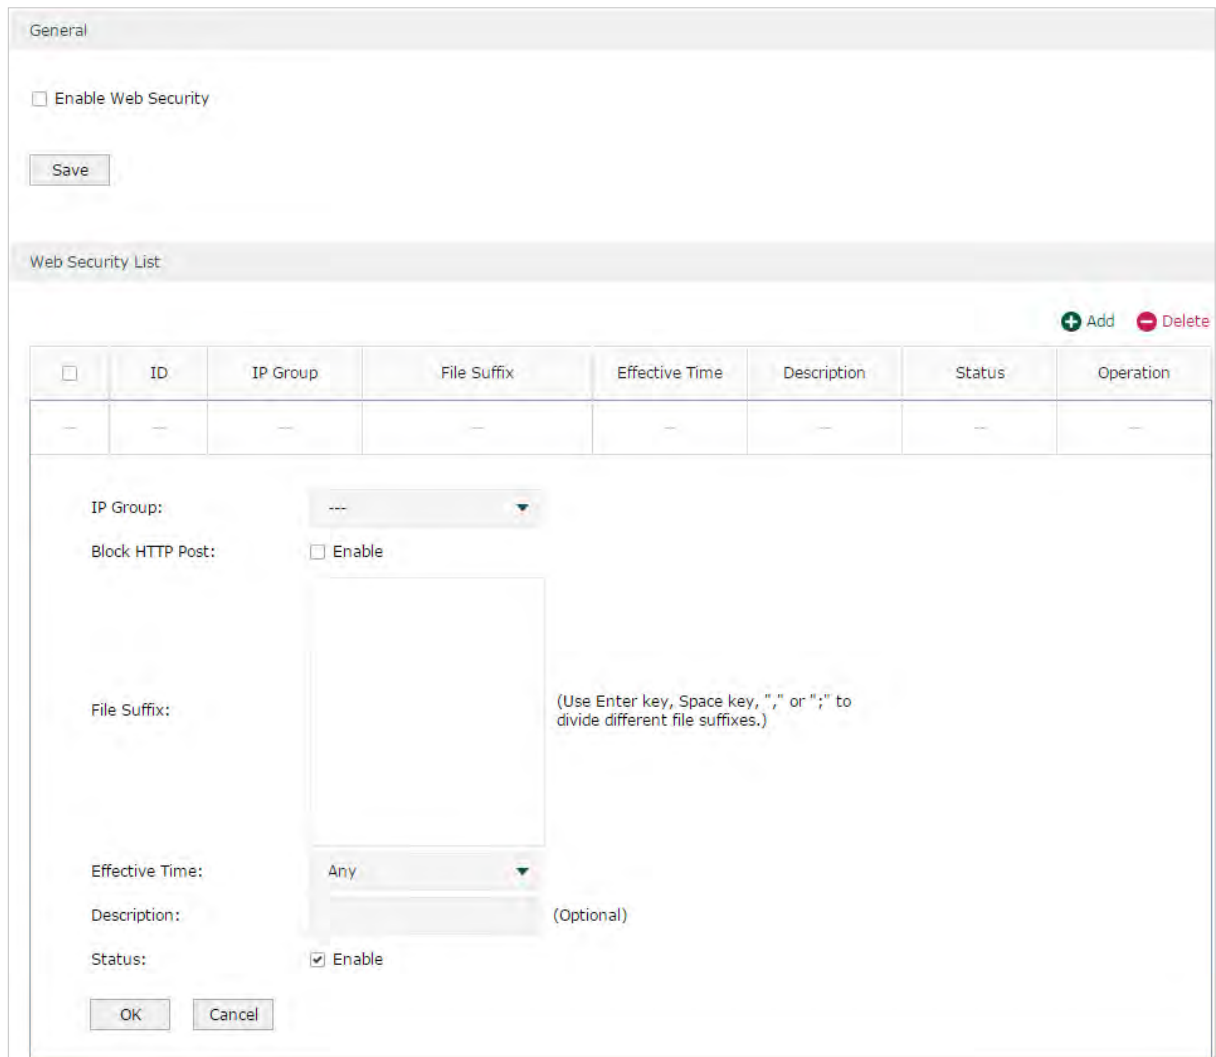 General
Enable Web Security
Save
Web Security List
Add Delete
ID IP Group File Suffix Effective Time Description Status Operation
--- --- --- --- --- --- --- ---
IP Group: ---
Block HTTP Post: Enable
File Suffix: (Use Enter key, Space key, "," or ";" to
divide different file suffixes.)
Effective Time: Any
Description: (Optional)
Status: Enable
OK Cancel